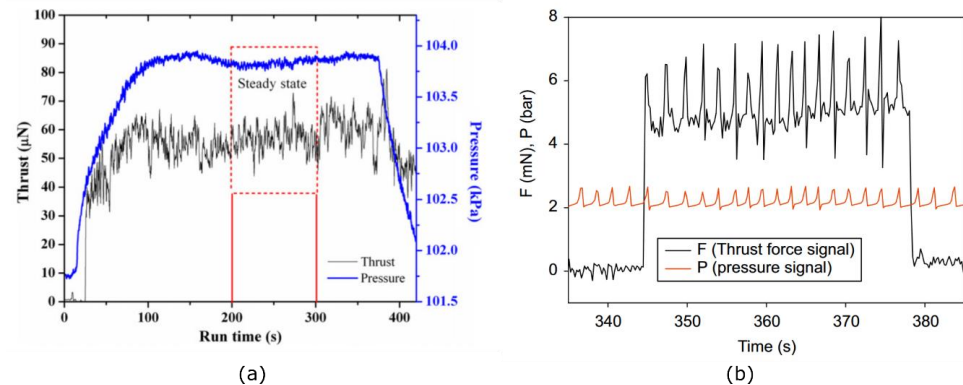 100
90
80
70
60
50
40
30
20
10
0
Thrust (µN)
0 100 200 300 400
Run time (s)
Steady state
Thrust
Pressure
104.0
103.5
103.0
102.5
102.0
101.5
Pressure (kPa)
(a)
8
6
4
2
0
F (mN), P (bar)
F (Thrust force signal)
P (pressure signal)
340 350 360 370 380
Time (s)
(b)